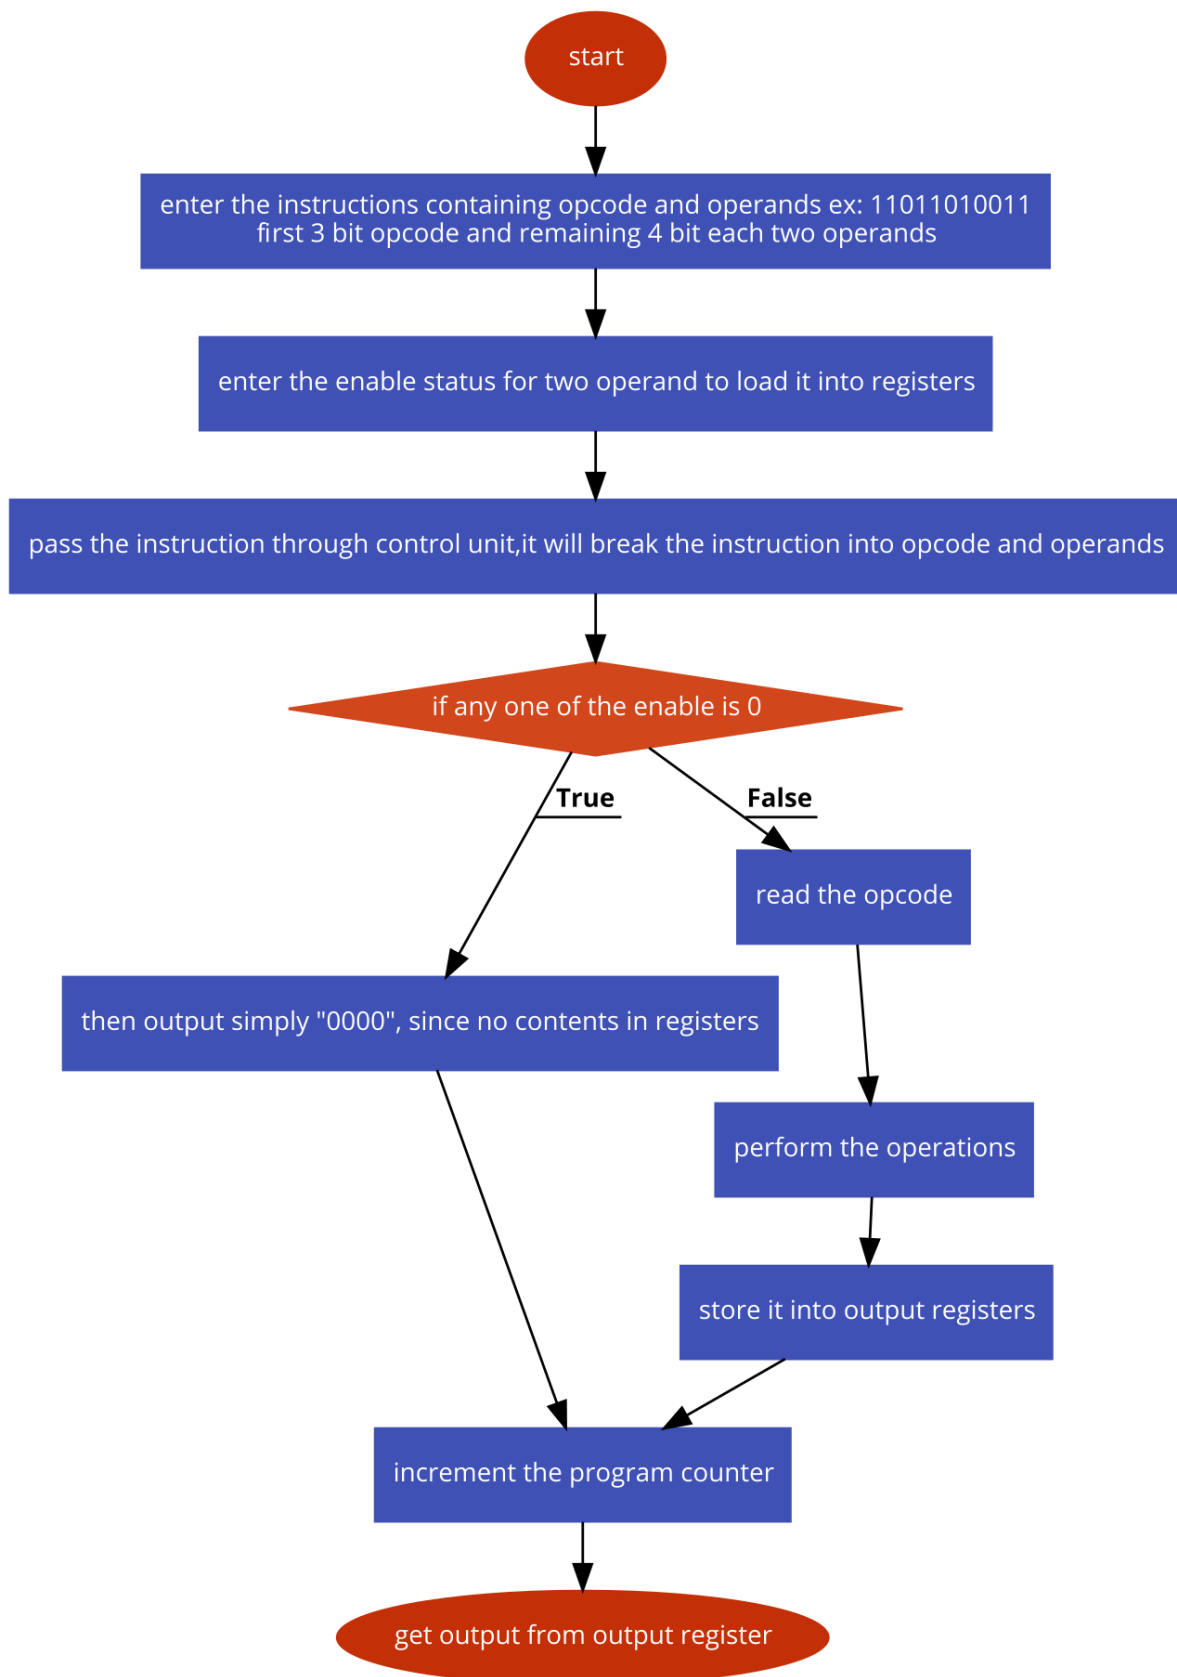 start
enter the instructions containing opcode and operands ex: 11011010011
first 3 bit opcode and remaining 4 bit each two operands
enter the enable status for two operand to load it into registers
pass the instruction through control unit,it will break the instruction into opcode and operands
if any one of the enable is 0
True
False
read the opcode
then output simply "0000", since no contents in registers
perform the operations
store it into output registers
increment the program counter
get output from output register